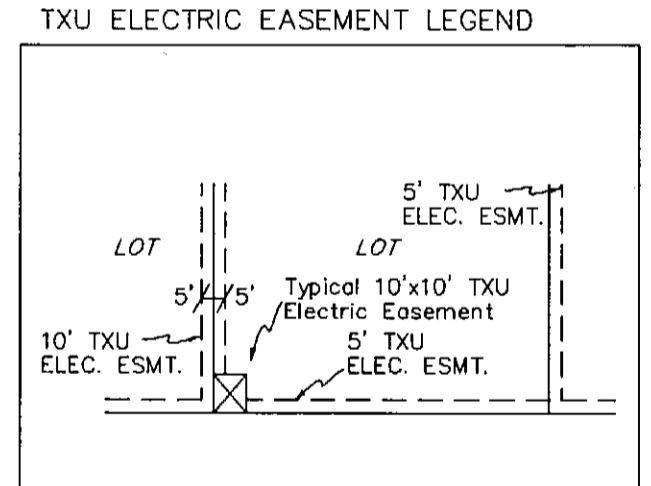 TXU ELECTRIC EASEMENT LEGEND
5' TXU
ELEC. ESMT.
LOT
LOT
5' 5'
Typical 10'x10' TXU
Electric Easement
10' TXU
ELEC. ESMT.
5' TXU
ELEC. ESMT.